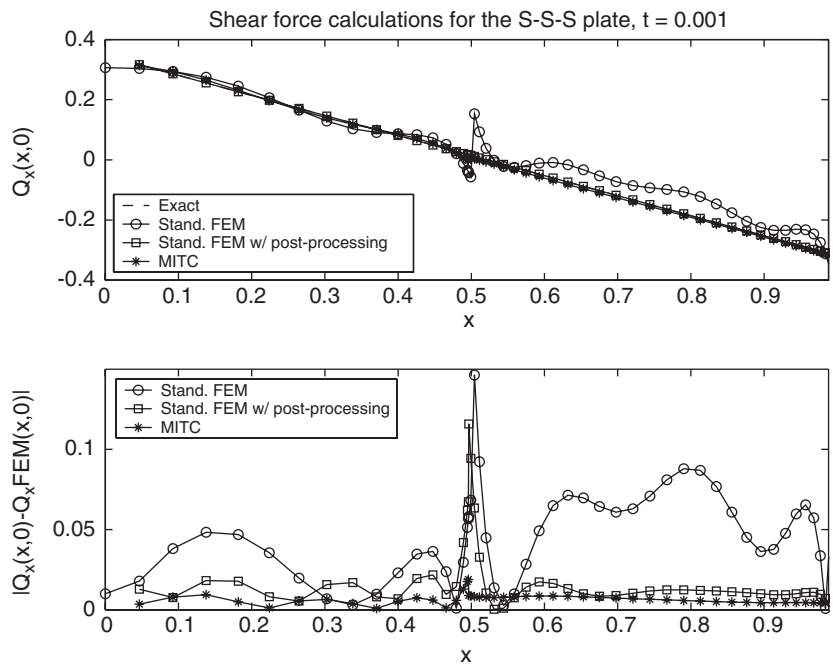 Shear force calculations for the S-S-S plate, t = 0.001
0.4
0.2
0
-0.2
-0.4
Q_x(x,0)
Exact
Stand. FEM
Stand. FEM w/ post-processing
MITC
0 0.1 0.2 0.3 0.4 0.5 0.6 0.7 0.8 0.9
x
0.1
0.05
0
|Q_x(x,0)-Q_xFEM(x,0)|
Stand. FEM
Stand. FEM w/ post-processing
MITC
0 0.1 0.2 0.3 0.4 0.5 0.6 0.7 0.8 0.9
x